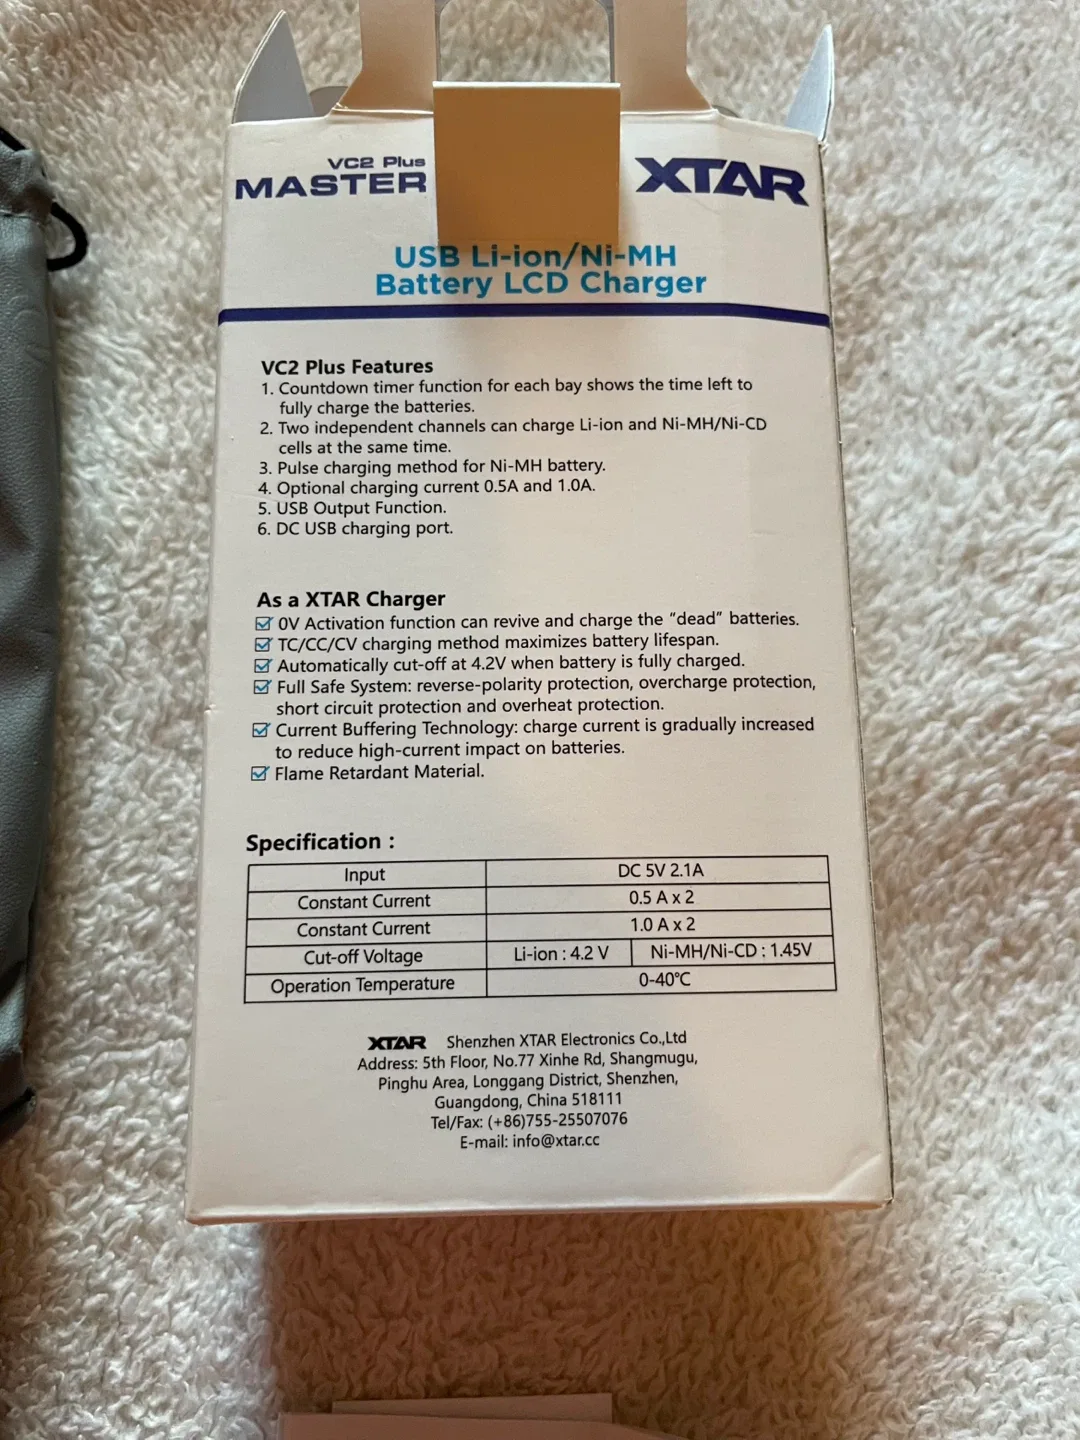 VC2 Plus
MASTER
XTAR
USB Li-ion/Ni-MH
Battery LCD Charger
VC2 Plus Features
1. Countdown timer function for each bay shows the time left to
fully charge the batteries.
2. Two independent channels can charge Li-ion and Ni-MH/Ni-CD
cells at the same time.
3. Pulse charging method for Ni-MH battery.
4. Optional charging current 0.5A and 1.0A.
5. USB Output Function.
6. DC USB charging port.
As a XTAR Charger
☑ 0V Activation function can revive and charge the "dead" batteries.
☑ TC/CC/CV charging method maximizes battery lifespan.
☑ Automatically cut-off at 4.2V when battery is fully charged.
☑ Full Safe System: reverse-polarity protection, overcharge protection,
short circuit protection and overheat protection.
☑ Current Buffering Technology: charge current is gradually increased
to reduce high-current impact on batteries.
☑ Flame Retardant Material.
Specification :
Input DC 5V 2.1A
Constant Current 0.5 A x 2
Constant Current 1.0 A x 2
Cut-off Voltage Li-ion : 4.2 V Ni-MH/Ni-CD : 1.45V
Operation Temperature 0-40℃
XTAR Shenzhen XTAR Electronics Co.,Ltd
Address: 5th Floor, No.77 Xinhe Rd, Shangmugu,
Pinghu Area, Longgang District, Shenzhen,
Guangdong, China 518111
Tel/Fax: (+86)755-25507076
E-mail: info@xtar.cc